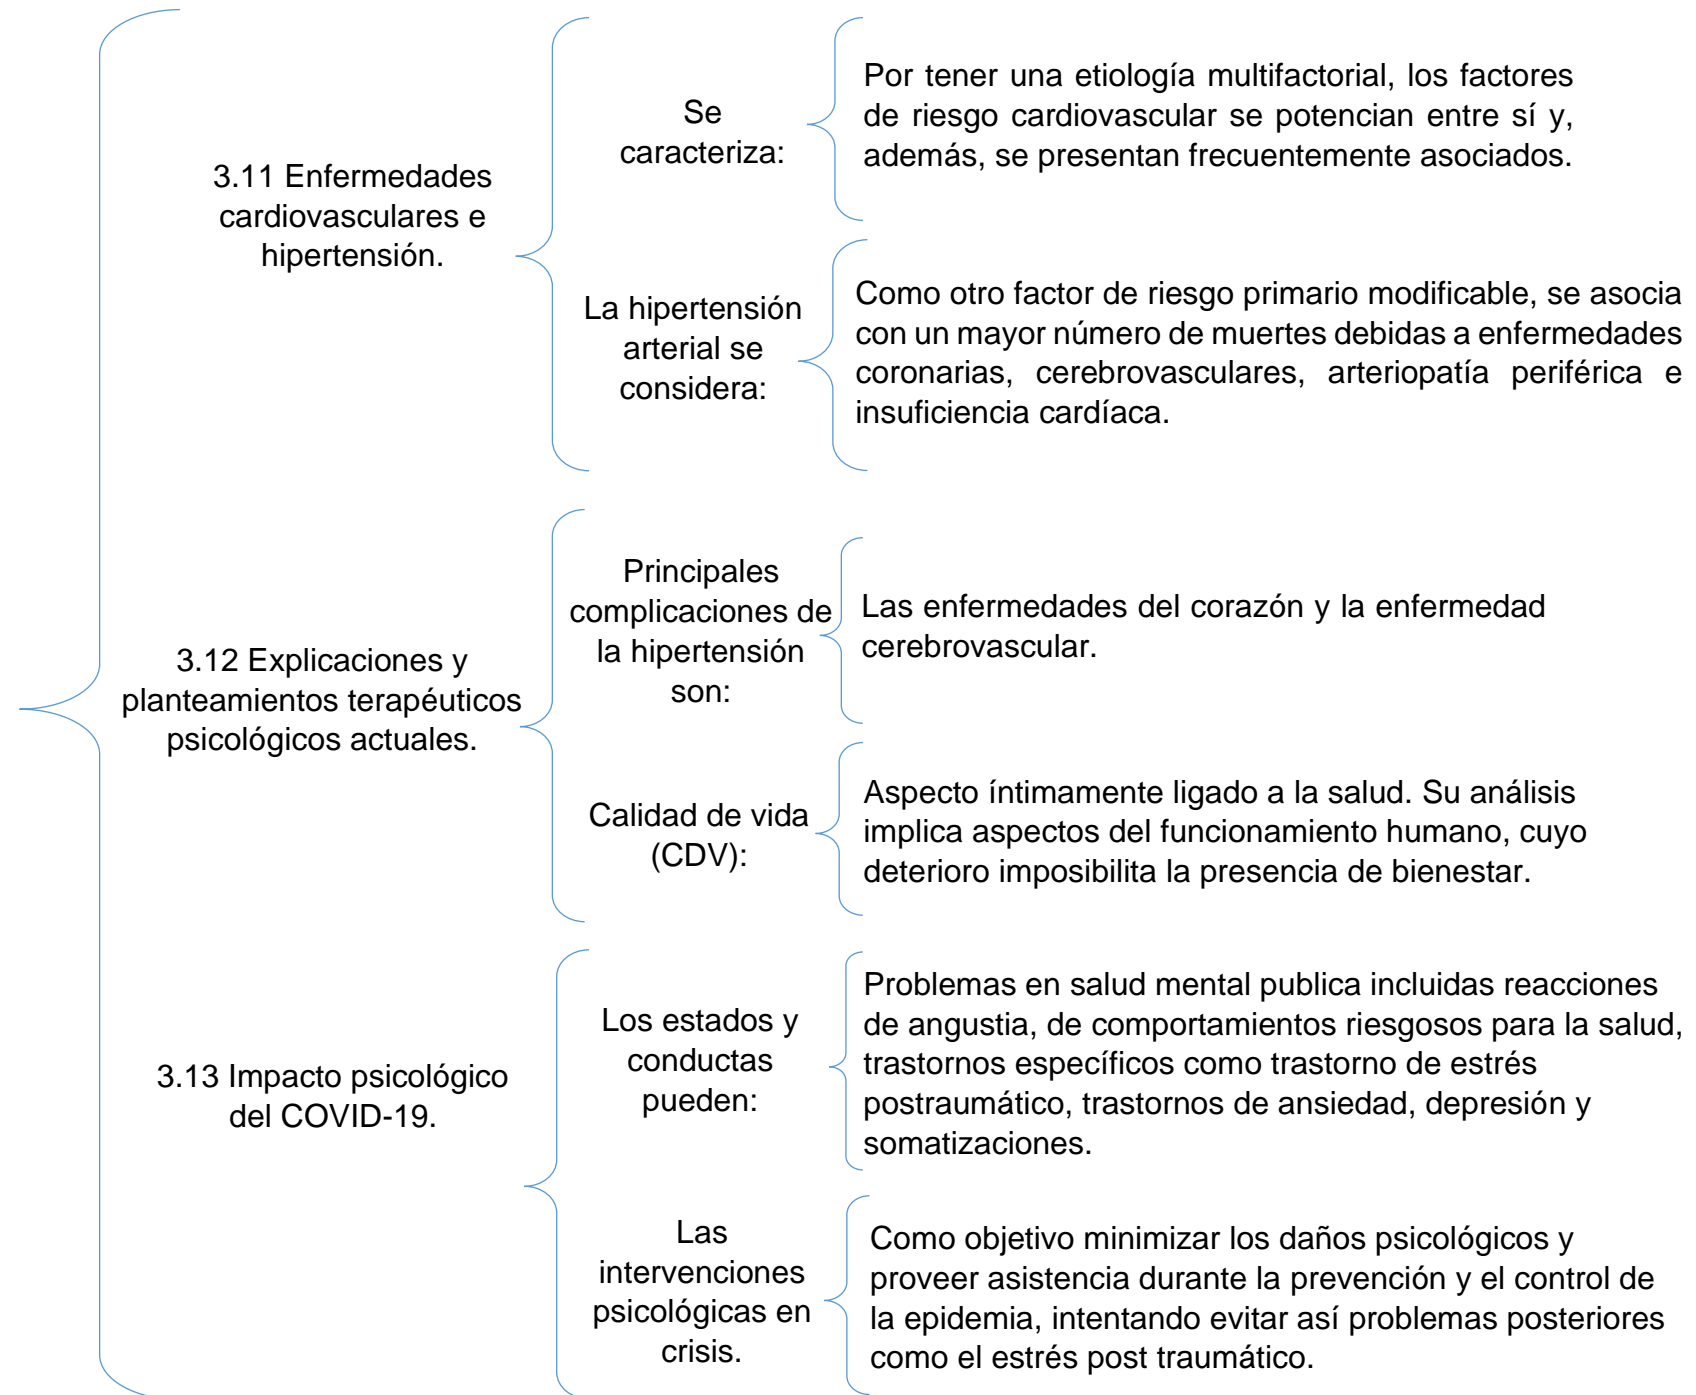 3.11 Enfermedades
cardiovasculares e
hipertensión.
Se
caracteriza:
Por tener una etiología multifactorial, los factores
de riesgo cardiovascular se potencian entre sí y,
además, se presentan frecuentemente asociados.
La hipertensión
arterial se
considera:
Como otro factor de riesgo primario modificable, se asocia
con un mayor número de muertes debidas a enfermedades
coronarias, cerebrovasculares, arteriopatía periférica e
insuficiencia cardíaca.
3.12 Explicaciones y
planteamientos terapéuticos
psicológicos actuales.
Principales
complicaciones de
la hipertensión
son:
Las enfermedades del corazón y la enfermedad
cerebrovascular.
Calidad de vida
(CDV):
Aspecto íntimamente ligado a la salud. Su análisis
implica aspectos del funcionamiento humano, cuyo
deterioro imposibilita la presencia de bienestar.
3.13 Impacto psicológico
del COVID-19.
Los estados y
conductas
pueden:
Problemas en salud mental publica incluidas reacciones
de angustia, de comportamientos riesgosos para la salud,
trastornos específicos como trastorno de estrés
postraumático, trastornos de ansiedad, depresión y
somatizaciones.
Las
intervenciones
psicológicas en
crisis.
Como objetivo minimizar los daños psicológicos y
proveer asistencia durante la prevención y el control de
la epidemia, intentando evitar así problemas posteriores
como el estrés post traumático.